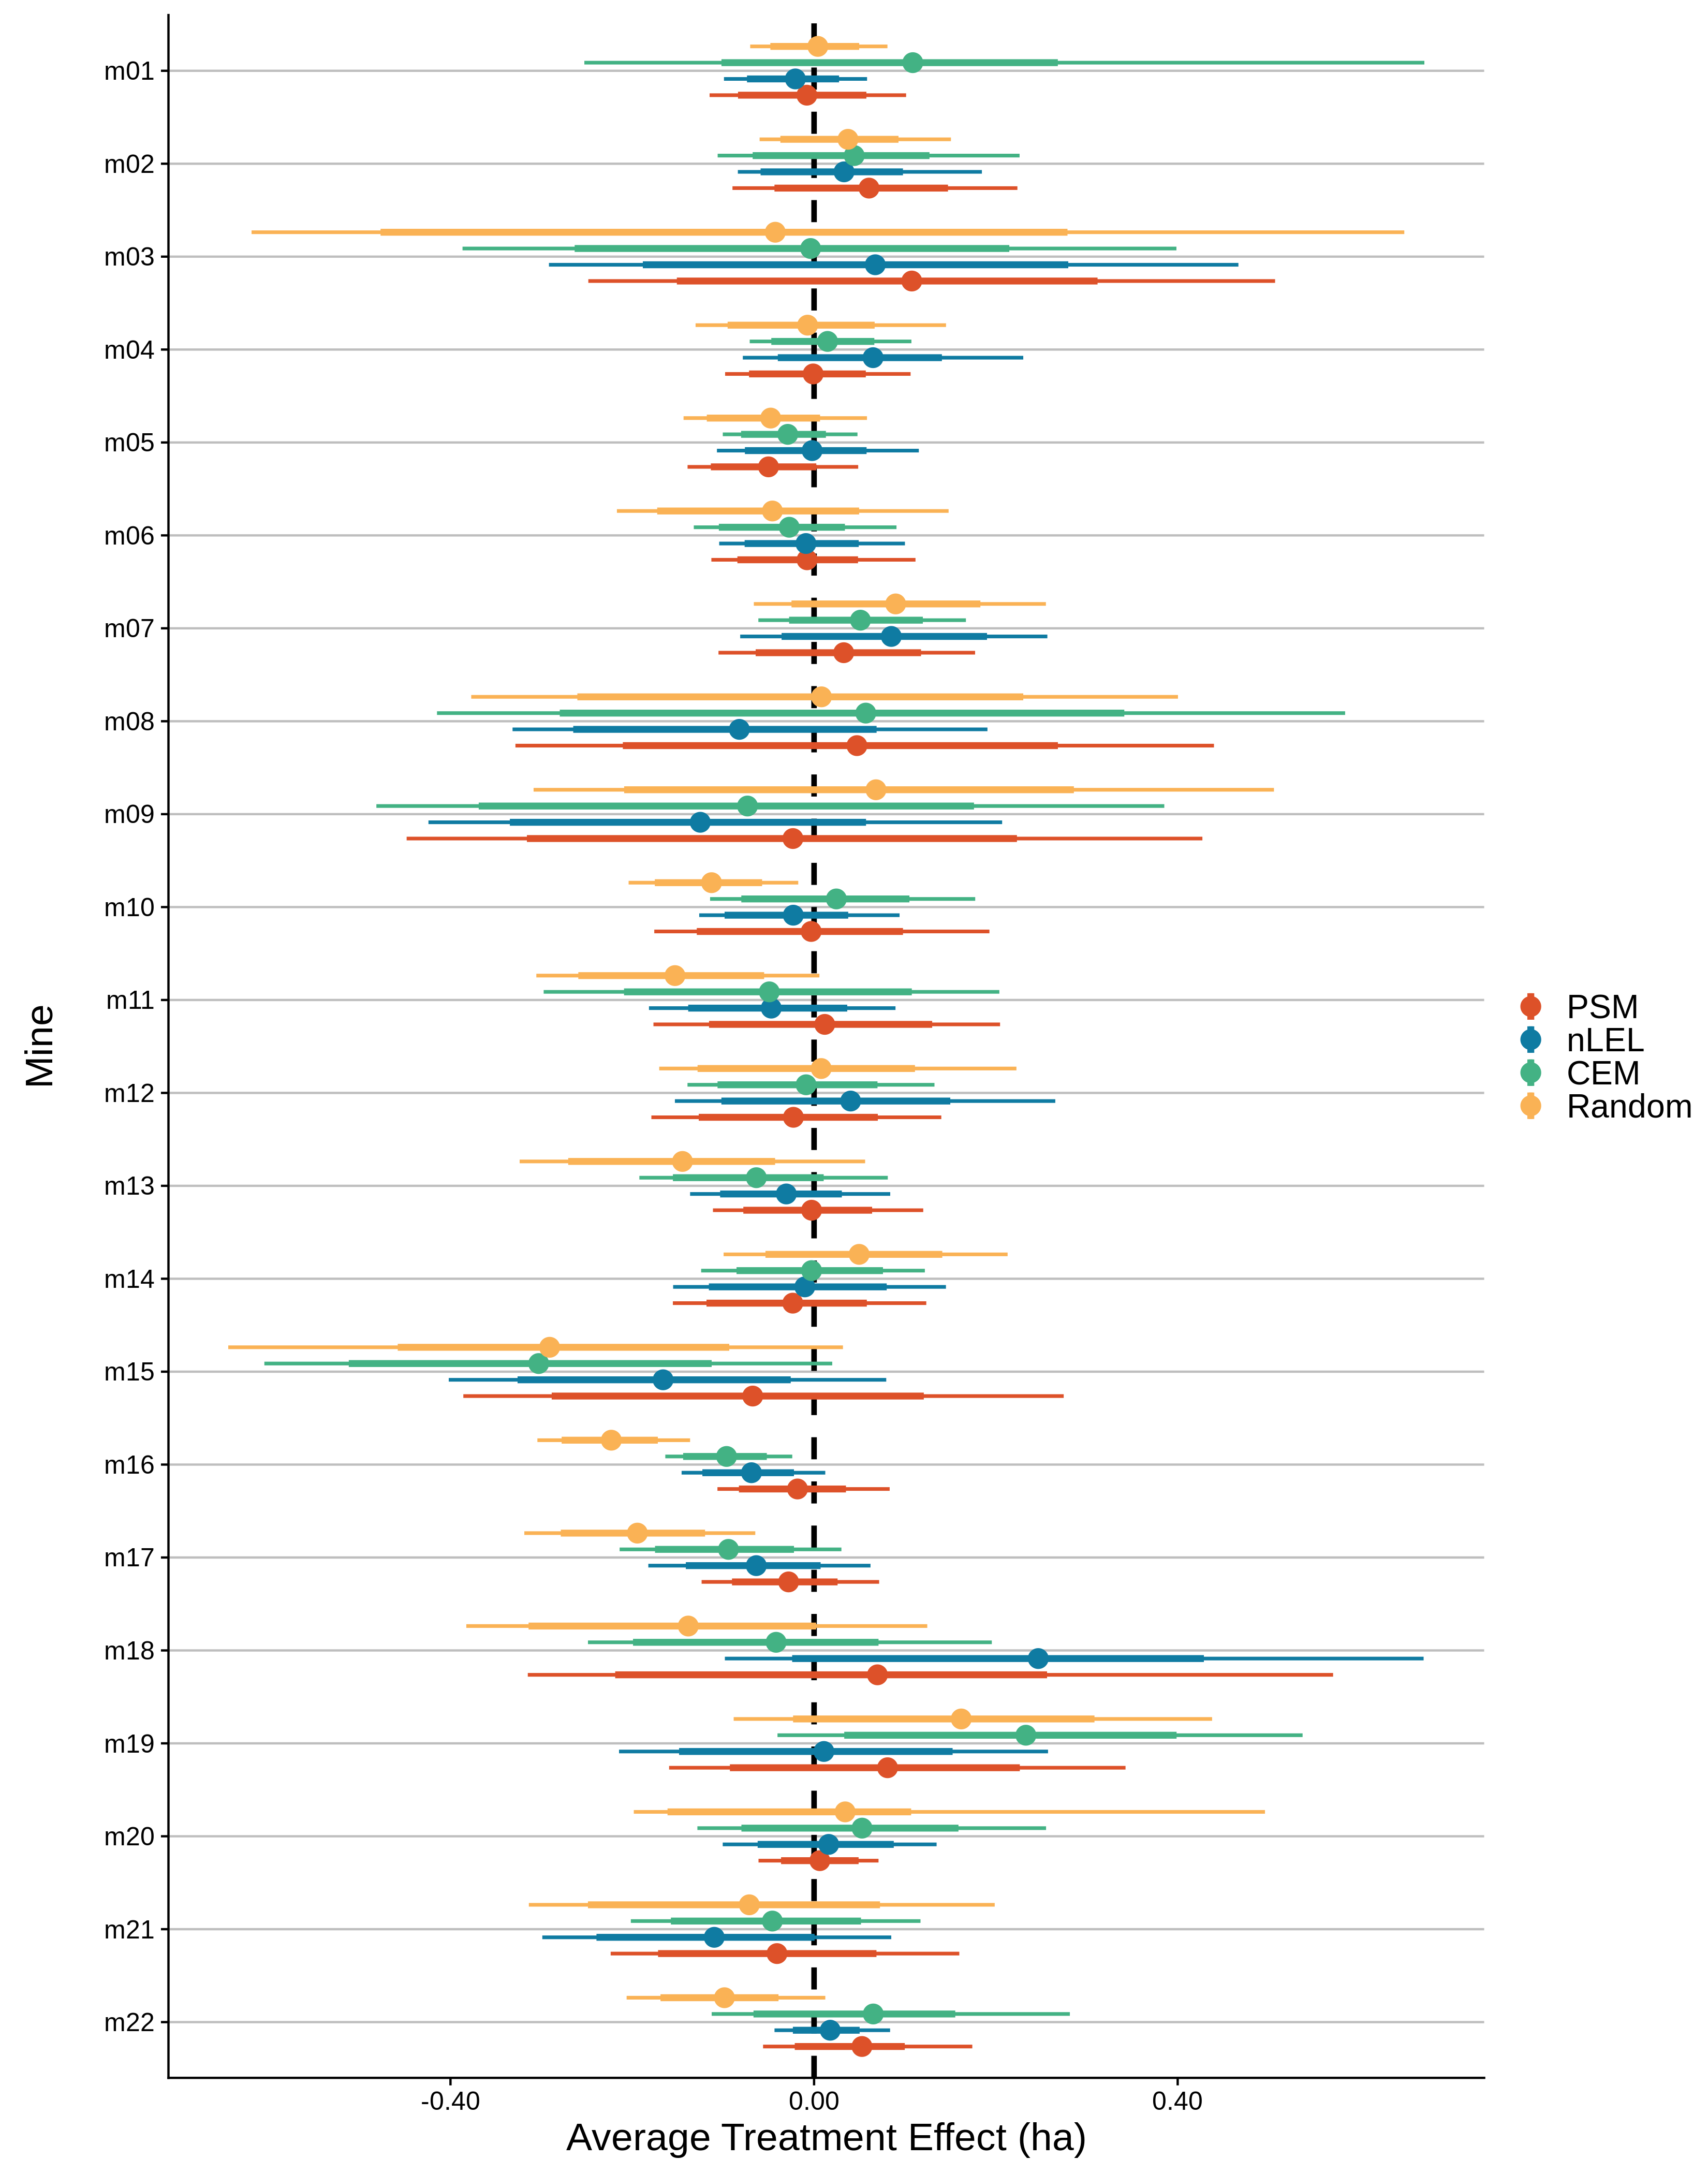 m01
m02
m03
m04
m05
m06
m07
m08
m09
m10
m11
m12
m13
m14
m15
m16
m17
m18
m19
m20
m21
m22
Mine
-0.40 0.00 0.40
Average Treatment Effect (ha)
PSM
nLEL
CEM
Random